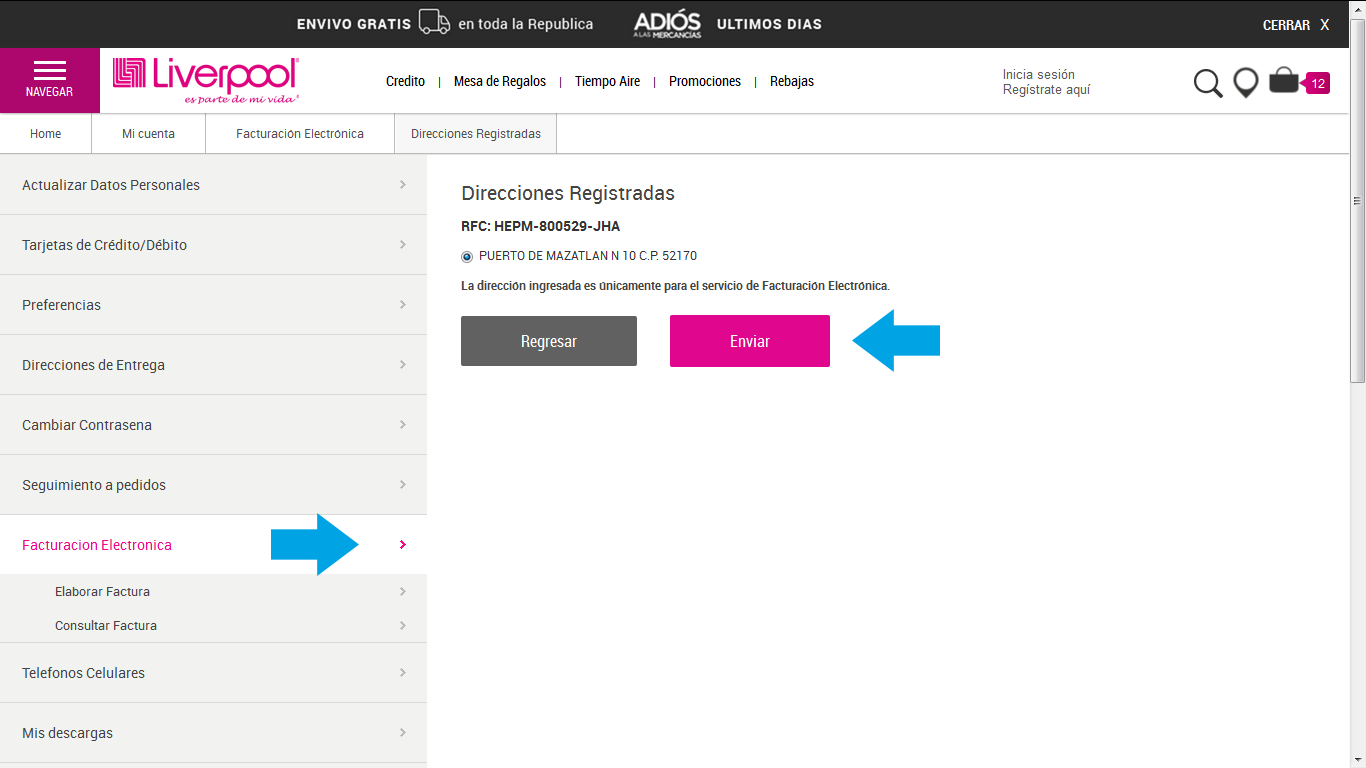 ENVIVO GRATIS en toda la Republica ADIÓS A LAS MERCANCÍAS ULTIMOS DIAS CERRAR X
NAVEGAR
Liverpool
es parte de mi vida
Credito | Mesa de Regalos | Tiempo Aire | Promociones | Rebajas
Inicia sesión
Regístrate aquí
12
Home Mi cuenta Facturación Electrónica Direcciones Registradas
Actualizar Datos Personales
Tarjetas de Crédito/Débito
Preferencias
Direcciones de Entrega
Cambiar Contrasena
Seguimiento a pedidos
Facturacion Electronica
Elaborar Factura
Consultar Factura
Telefonos Celulares
Mis descargas
Direcciones Registradas
RFC: HEPM-800529-JHA
PUERTO DE MAZATLAN N 10 C.P. 52170
La dirección ingresada es únicamente para el servicio de Facturación Electrónica.
Regresar Enviar